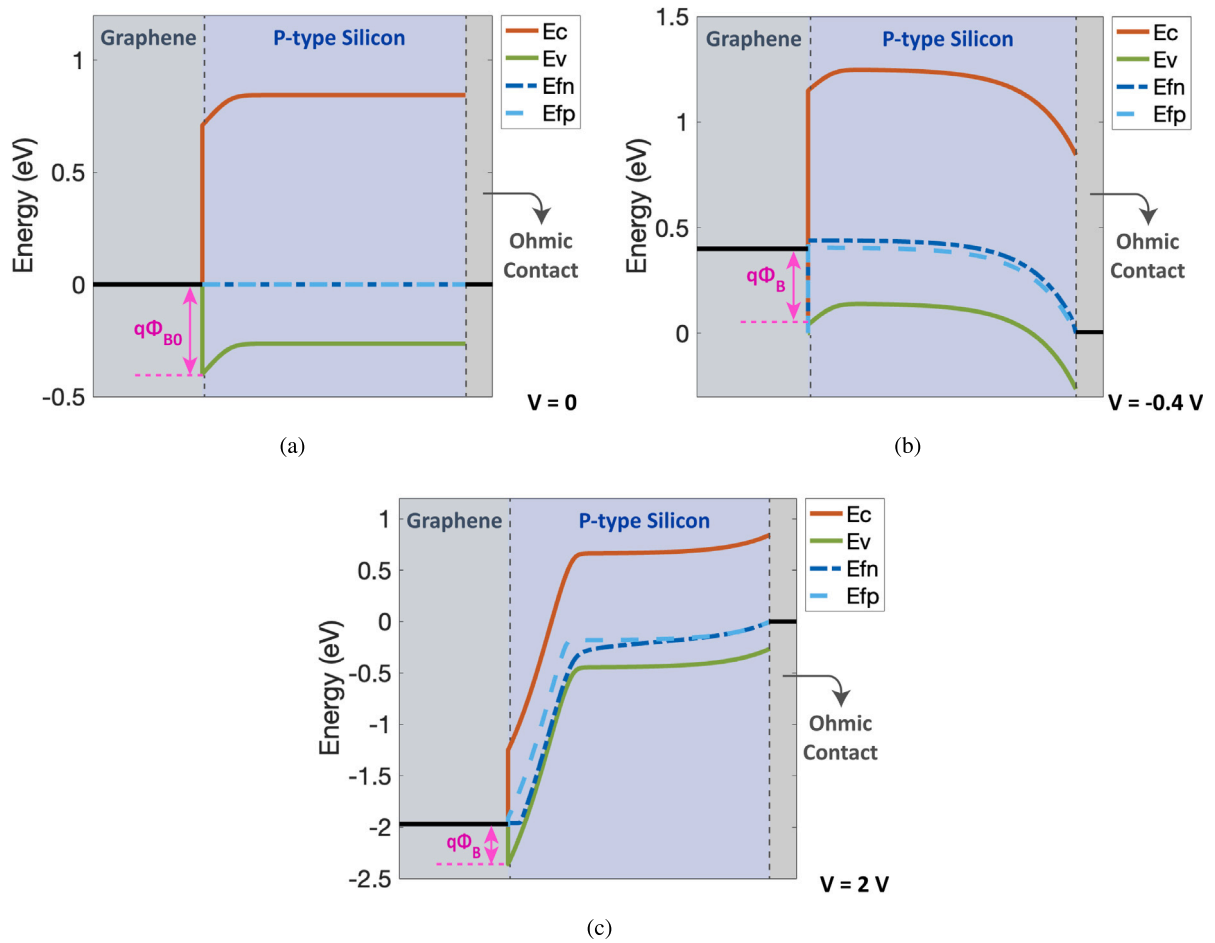 Graphene
P-type Silicon
Ec
Ev
Efn
Efp
1
0.5
0
-0.5
Energy (eV)
qΦB0
Ohmic
Contact
V = 0
(a)
Graphene
P-type Silicon
Ec
Ev
Efn
Efp
1.5
1
0.5
0
Energy (eV)
qΦB
Ohmic
Contact
V = -0.4 V
(b)
Graphene
P-type Silicon
Ec
Ev
Efn
Efp
1
0.5
0
-0.5
-1
-1.5
-2
-2.5
Energy (eV)
qΦB
Ohmic
Contact
V = 2 V
(c)